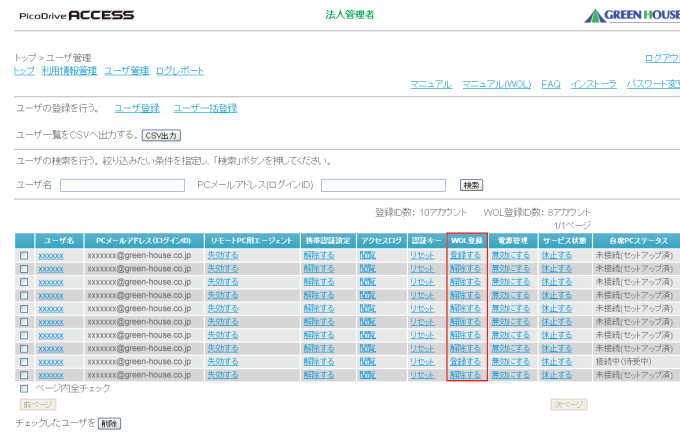 PicoDrive ACCESS 法人管理者 GREEN HOUSE
トップ > ユーザ管理 ログアウ
トップ 利用情報管理 ユーザ管理 ログレポート
マニュアル マニュアル(WOL) FAQ インストーラ パスワード変
ユーザの登録を行う。 ユーザ登録 ユーザ一括登録
ユーザ一覧をCSVへ出力する。 CSV出力
ユーザの検索を行う。絞り込みたい条件を指定し、「検索」ボタンを押してください。
ユーザ名 PCメールアドレス(ログインID) 検索
登録ID数: 10アカウント WOL登録ID数: 8アカウント
1/1ページ
ユーザ名 PCメールアドレス(ログインID) リモートPC用エージェント 携帯認証設定 アクセスログ 認証キー WOL登録 電源管理 サービス状態 自席PCステータス
xxxxxx xxxxxxx@green-house.co.jp 失効する 解除する 閲覧 リセット 登録する 無効にする 休止する 未接続(セットアップ済)
xxxxxx xxxxxxx@green-house.co.jp 失効する 解除する 閲覧 リセット 解除する 無効にする 休止する 未接続(セットアップ済)
xxxxxx xxxxxxx@green-house.co.jp 失効する 解除する 閲覧 リセット 解除する 無効にする 休止する 未接続(セットアップ済)
xxxxxx xxxxxxx@green-house.co.jp 失効する 解除する 閲覧 リセット 解除する 無効にする 休止する 未接続(セットアップ済)
xxxxxx xxxxxxx@green-house.co.jp 失効する 解除する 閲覧 リセット 解除する 無効にする 休止する 未接続(セットアップ済)
xxxxxx xxxxxxx@green-house.co.jp 失効する 解除する 閲覧 リセット 解除する 無効にする 休止する 未接続(セットアップ済)
xxxxxx xxxxxxx@green-house.co.jp 失効する 解除する 閲覧 リセット 解除する 無効にする 休止する 未接続(セットアップ済)
xxxxxx xxxxxxx@green-house.co.jp 失効する 解除する 閲覧 リセット 解除する 無効にする 休止する 未接続(セットアップ済)
xxxxxx xxxxxxx@green-house.co.jp 失効する 解除する 閲覧 リセット 登録する 無効にする 休止する 接続中(待受中)
xxxxxx xxxxxxx@green-house.co.jp 失効する 解除する 閲覧 リセット 解除する 無効にする 休止する 未接続(セットアップ済)
ページ内全チェック
前ページ 次ページ
チェックしたユーザを 削除